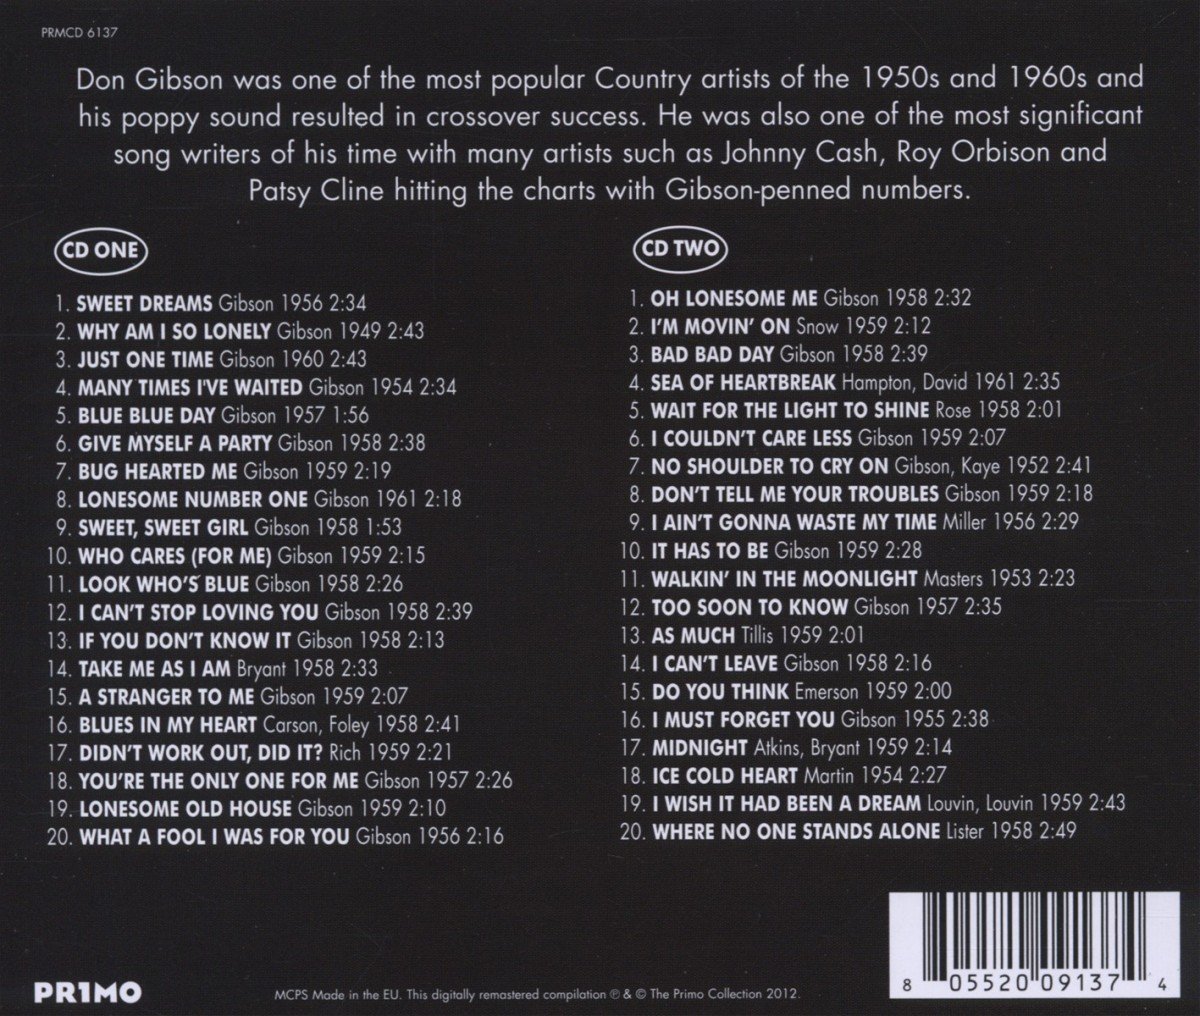 PRMCD 6137
Don Gibson was one of the most popular Country artists of the 1950s and 1960s and
his poppy sound resulted in crossover success. He was also one of the most significant
song writers of his time with many artists such as Johnny Cash, Roy Orbison and
Patsy Cline hitting the charts with Gibson-penned numbers.
CD ONE
1. SWEET DREAMS Gibson 1956 2:34
2. WHY AM I SO LONELY Gibson 1949 2:43
3. JUST ONE TIME Gibson 1960 2:43
4. MANY TIMES I'VE WAITED Gibson 1954 2:34
5. BLUE BLUE DAY Gibson 1957 1:56
6. GIVE MYSELF A PARTY Gibson 1958 2:38
7. BUG HEARTED ME Gibson 1959 2:19
8. LONESOME NUMBER ONE Gibson 1961 2:18
9. SWEET, SWEET GIRL Gibson 1958 1:53
10. WHO CARES (FOR ME) Gibson 1959 2:15
11. LOOK WHO'S BLUE Gibson 1958 2:26
12. I CAN'T STOP LOVING YOU Gibson 1958 2:39
13. IF YOU DON'T KNOW IT Gibson 1958 2:13
14. TAKE ME AS I AM Bryant 1958 2:33
15. A STRANGER TO ME Gibson 1959 2:07
16. BLUES IN MY HEART Carson, Foley 1958 2:41
17. DIDN'T WORK OUT, DID IT? Rich 1959 2:21
18. YOU'RE THE ONLY ONE FOR ME Gibson 1957 2:26
19. LONESOME OLD HOUSE Gibson 1959 2:10
20. WHAT A FOOL I WAS FOR YOU Gibson 1956 2:16
CD TWO
1. OH LONESOME ME Gibson 1958 2:32
2. I'M MOVIN' ON Snow 1959 2:12
3. BAD BAD DAY Gibson 1958 2:39
4. SEA OF HEARTBREAK Hampton, David 1961 2:35
5. WAIT FOR THE LIGHT TO SHINE Rose 1958 2:01
6. I COULDN'T CARE LESS Gibson 1959 2:07
7. NO SHOULDER TO CRY ON Gibson, Kaye 1952 2:41
8. DON'T TELL ME YOUR TROUBLES Gibson 1959 2:18
9. I AIN'T GONNA WASTE MY TIME Miller 1956 2:29
10. IT HAS TO BE Gibson 1959 2:28
11. WALKIN' IN THE MOONLIGHT Masters 1953 2:23
12. TOO SOON TO KNOW Gibson 1957 2:35
13. AS MUCH Tillis 1959 2:01
14. I CAN'T LEAVE Gibson 1958 2:16
15. DO YOU THINK Emerson 1959 2:00
16. I MUST FORGET YOU Gibson 1955 2:38
17. MIDNIGHT Atkins, Bryant 1959 2:14
18. ICE COLD HEART Martin 1954 2:27
19. I WISH IT HAD BEEN A DREAM Louvin, Louvin 1959 2:43
20. WHERE NO ONE STANDS ALONE Lister 1958 2:49
PR1MO
MCPS Made in the EU. This digitally remastered compilation ℗ & © The Primo Collection 2012.
8 05520 09137 4